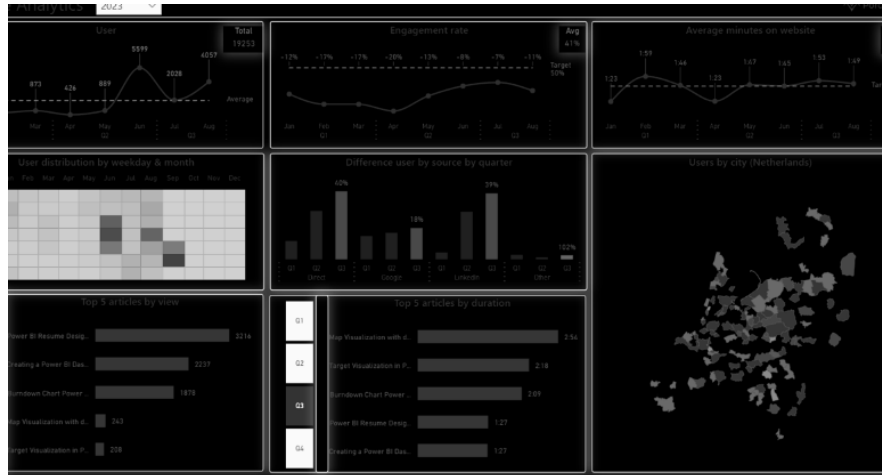 Analytics 2023
User
Total
19253
5599
4057
2028
873
426
889
Average
Mar Apr May Jun Jul Aug
Q2 Q3
Engagement rate
Avg
41%
-12% -17% -17% -20% -13% -8% -7% -11%
Target
50%
Jan Feb Mar Apr May Jun Jul Aug
Q1 Q2 Q3
Average minutes on website
1:23 1:59 1:46 1:23 1:47 1:45 1:53 1:49
Jan Feb Mar Apr May Jun Jul Aug
Q1 Q2 Q3
User distribution by weekday & month
Feb Mar Apr May Jun Jul Aug Sep Oct Nov Dec
Difference user by source by quarter
60% 18% 39% 102%
Q1 Q2 Q3 Q1 Q2 Q3 Q1 Q2 Q3 Q1 Q2 Q3
Direct Google LinkedIn Other
Users by city (Netherlands)
Top 5 articles by view
Power BI Resume Desig.. 3216
Creating a Power BI Das.. 2237
Burndown Chart Power .. 1878
Map Visualization with d.. 243
Target Visualization in P.. 208
Q1
Q2
Q3
Q4
Top 5 articles by duration
Map Visualization with d.. 2:54
Target Visualization in P.. 2:18
Burndown Chart Power .. 2:09
Power BI Resume Desig.. 1:27
Creating a Power BI Das.. 1:27